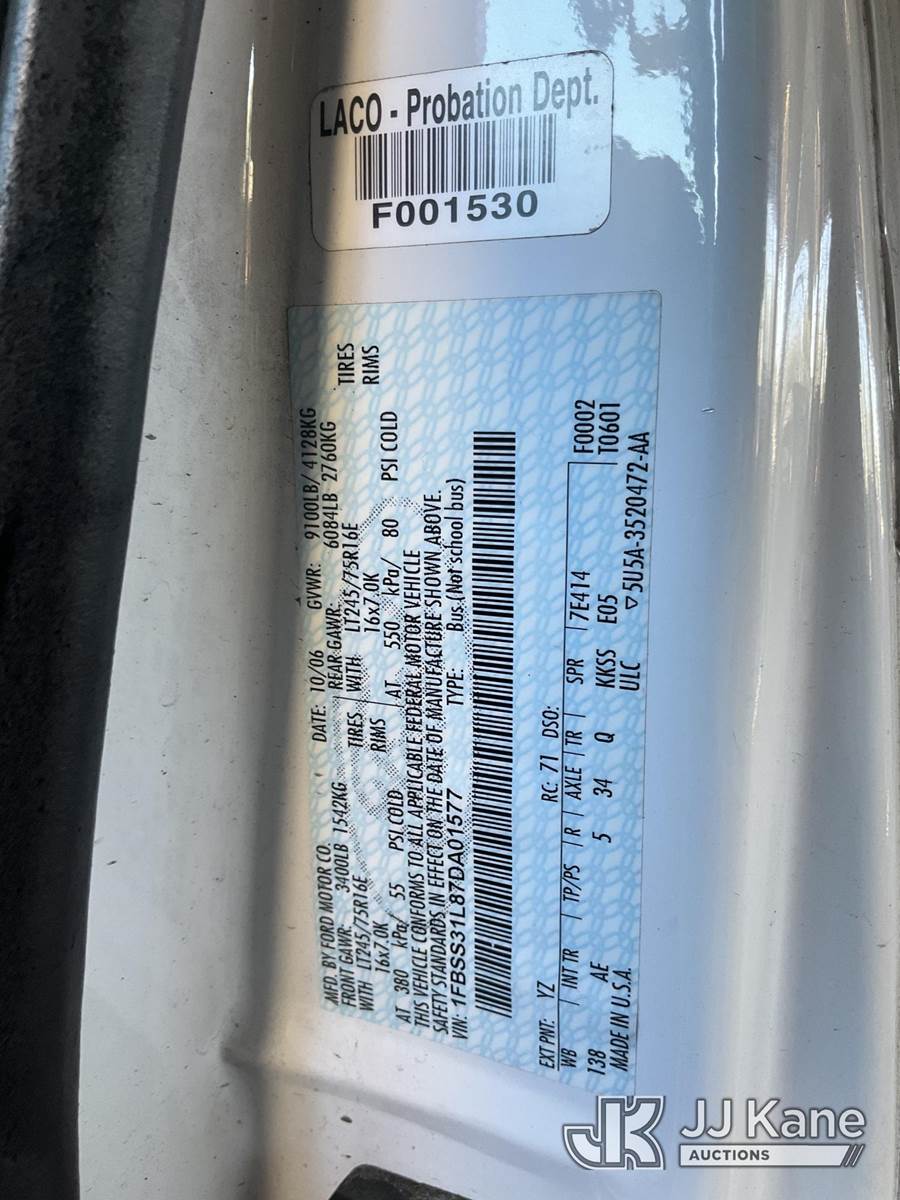 LACO - Probation Dept.
F001530
MFD. BY FORD MOTOR CO.
DATE: 10/06 GVWR: 9100LB/ 4128KG
FRONT GAWR: 3400LB 1542KG REAR GAWR: 6084LB 2760KG
WITH LT245/75R16E TIRES WITH LT245/75R16E TIRES
16x7.0K RIMS 16x7.0K RIMS
AT 380 kPa/ 55 PSI COLD AT 550 kPa/ 80 PSI COLD
THIS VEHICLE CONFORMS TO ALL APPLICABLE FEDERAL MOTOR VEHICLE
SAFETY STANDARDS IN EFFECT ON THE DATE OF MANUFACTURE SHOWN ABOVE.
VIN: 1FBSS31L87DA01577 TYPE: Bus (Not school bus)
EXT PNT: YZ RC: 71 DSO: F0002
WB | INT TR | TP/PS | R | AXLE | TR | SPR | 7E414 T0601
138 AE 5 34 Q KKSS E05
MADE IN U.S.A. ULC ▽5U5A-3520472-AA
JK JJ Kane
AUCTIONS